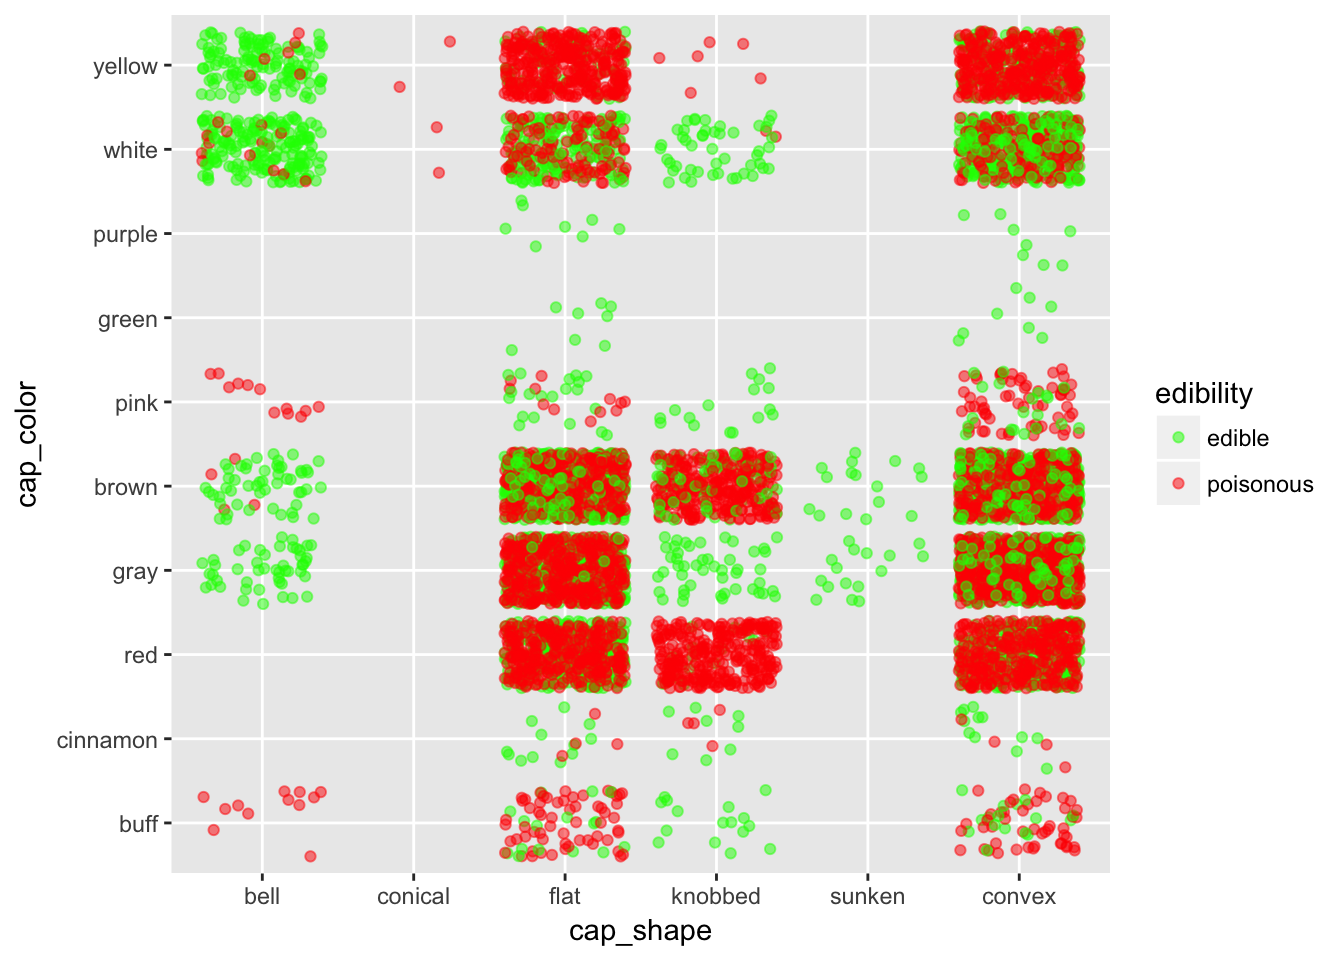 yellow
white
purple
green
pink
brown
gray
red
cinnamon
buff
bell conical flat knobbed sunken convex
cap_shape
cap_color
edibility
edible
poisonous